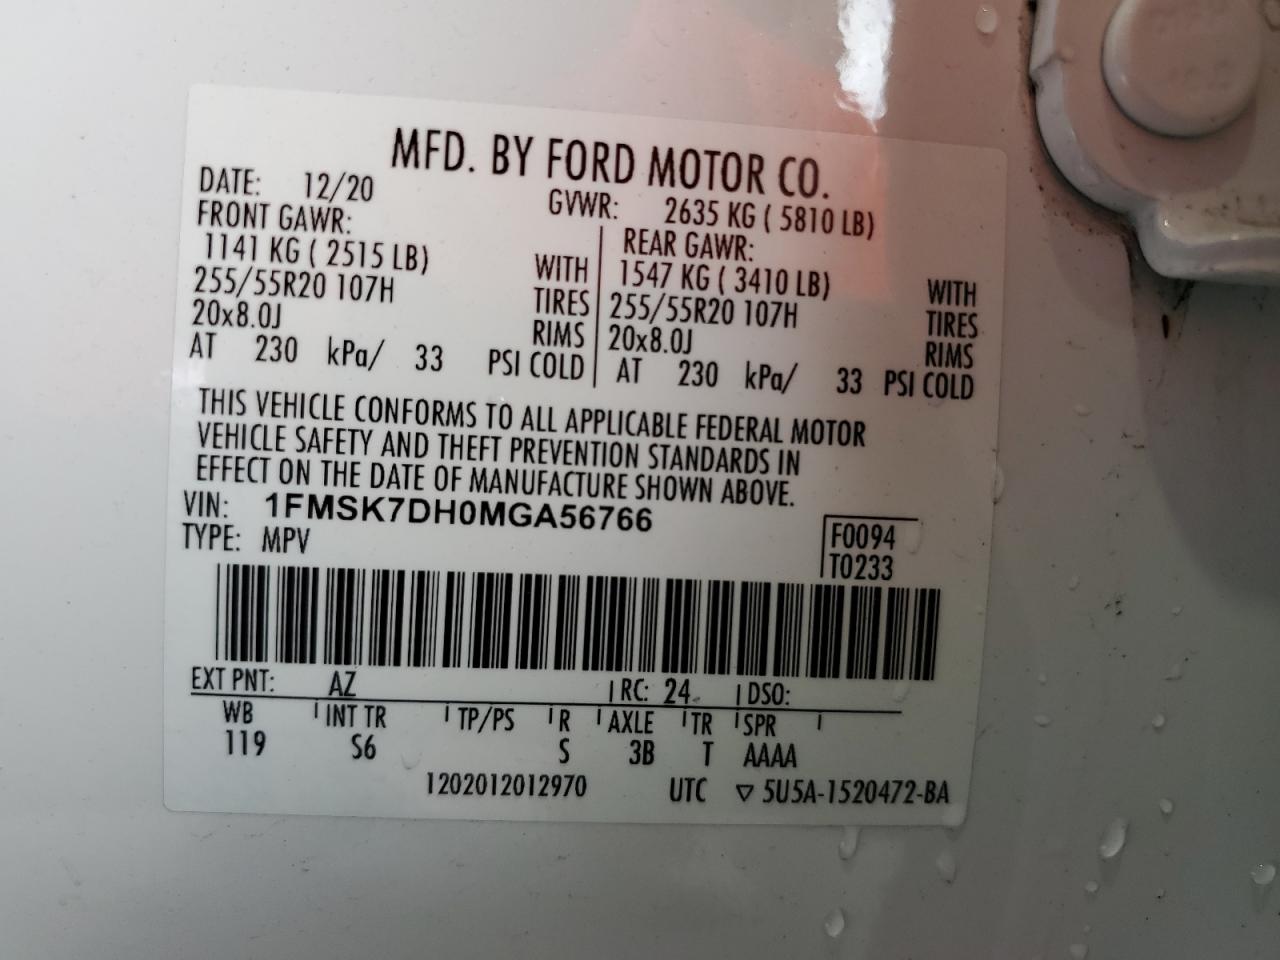 MFD. BY FORD MOTOR CO.
DATE: 12/20 GVWR: 2635 KG ( 5810 LB)
FRONT GAWR: REAR GAWR:
1141 KG ( 2515 LB) WITH 1547 KG ( 3410 LB) WITH
255/55R20 107H TIRES 255/55R20 107H TIRES
20x8.0J RIMS 20x8.0J RIMS
AT 230 kPa/ 33 PSI COLD AT 230 kPa/ 33 PSI COLD
THIS VEHICLE CONFORMS TO ALL APPLICABLE FEDERAL MOTOR
VEHICLE SAFETY AND THEFT PREVENTION STANDARDS IN
EFFECT ON THE DATE OF MANUFACTURE SHOWN ABOVE.
VIN: 1FMSK7DH0MGA56766
TYPE: MPV
F0094
T0233
EXT PNT: AZ RC: 24 DSO:
WB INT TR TP/PS R AXLE TR SPR
119 S6 S 3B T AAAA
1202012012970 UTC ▽ 5U5A-1520472-BA